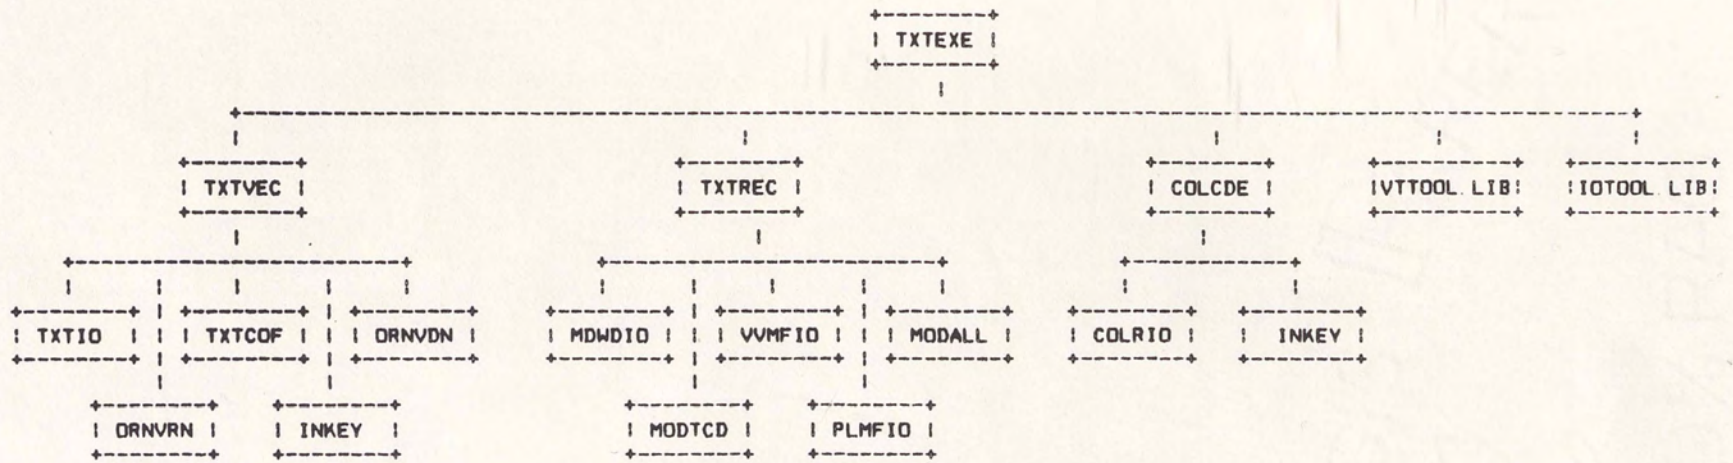 TXTEXE
TXTVEC TXTREC COLCDE VTTOOL.LIB IOTOOL.LIB
TXTIO TXTCOF ORNVDN MDWDIO VVMFIO MODALL COLRIO INKEY
ORNVRN INKEY MODTCD PLMFIO